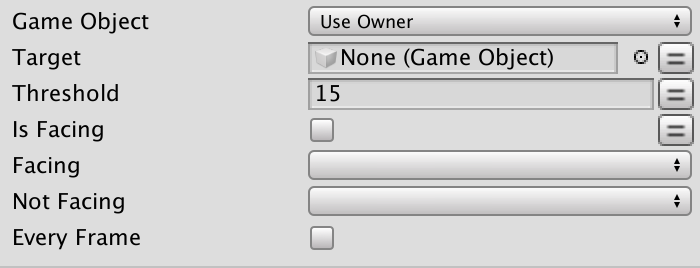 Game Object Use Owner
Target None (Game Object)
Threshold 15
Is Facing
Facing
Not Facing
Every Frame